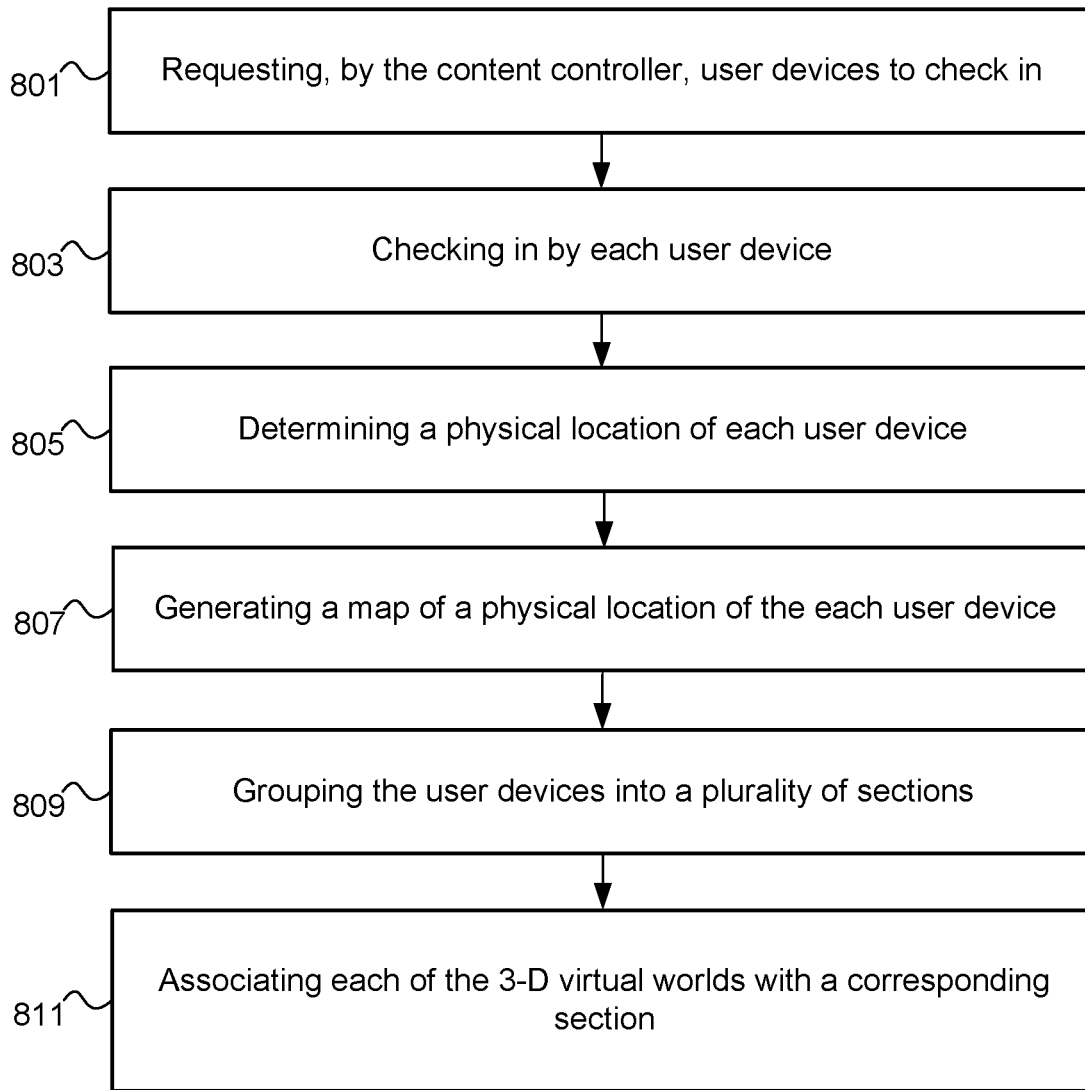 801
Requesting, by the content controller, user devices to check in
803
Checking in by each user device
805
Determining a physical location of each user device
807
Generating a map of a physical location of the each user device
809
Grouping the user devices into a plurality of sections
811
Associating each of the 3-D virtual worlds with a corresponding
section